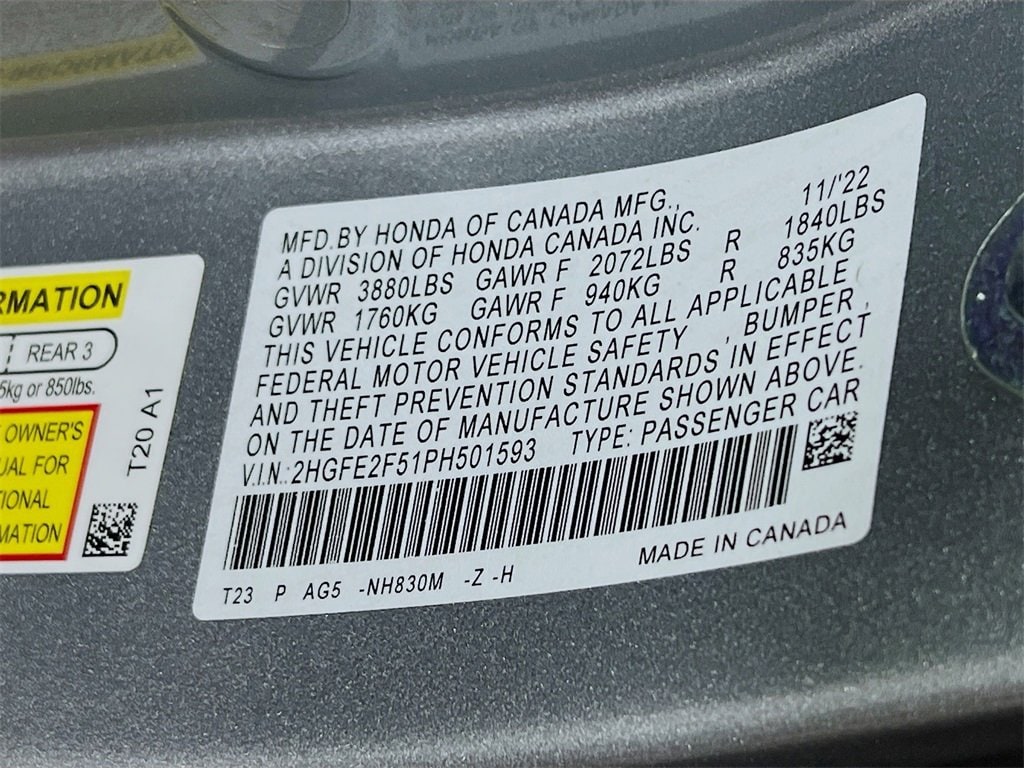 MFD.BY HONDA OF CANADA MFG., 11/'22
A DIVISION OF HONDA CANADA INC.
GVWR 3880LBS GAWR F 2072LBS R 1840LBS
GVWR 1760KG GAWR F 940KG R 835KG
THIS VEHICLE CONFORMS TO ALL APPLICABLE
FEDERAL MOTOR VEHICLE SAFETY , BUMPER ,
AND THEFT PREVENTION STANDARDS IN EFFECT
ON THE DATE OF MANUFACTURE SHOWN ABOVE.
V.I.N.:2HGFE2F51PH501593 TYPE: PASSENGER CAR
MADE IN CANADA
T23 P AG5 -NH830M -Z -H
RMATION
REAR 3
5kg or 850lbs.
OWNER'S
UAL FOR
TIONAL
MATION
T20 A1